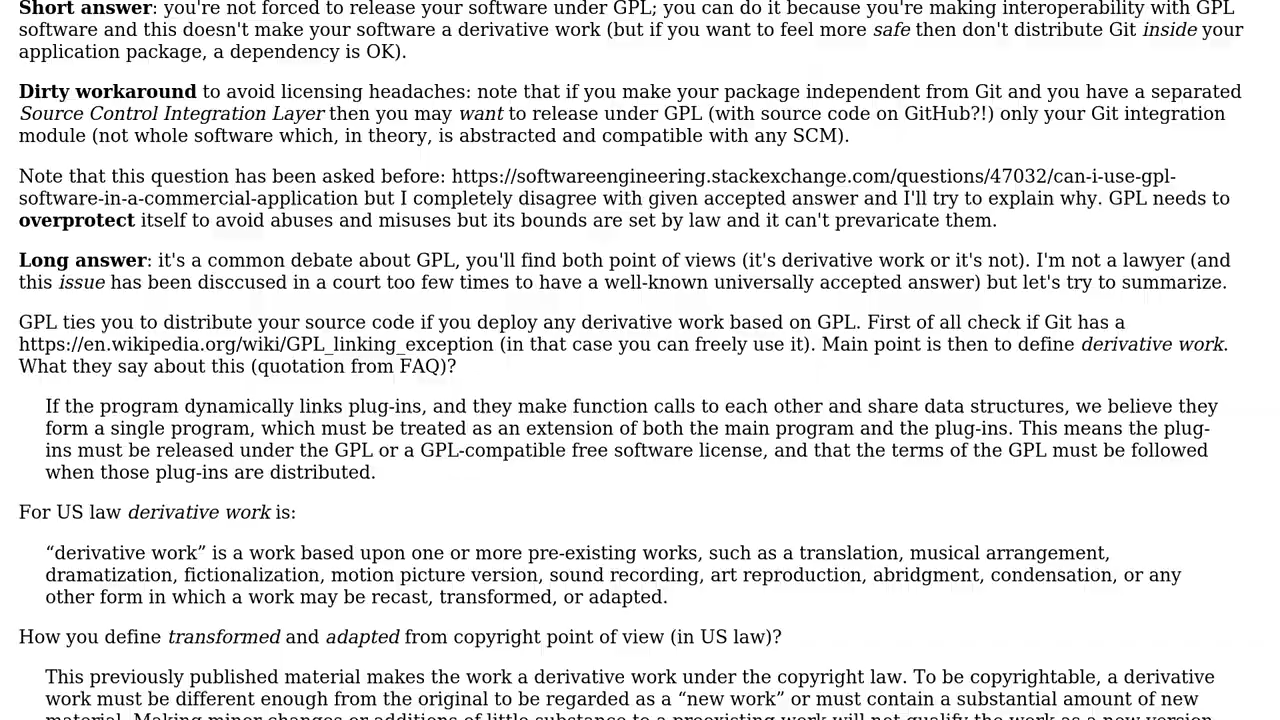 Short answer: you're not forced to release your software under GPL; you can do it because you're making interoperability with GPL
software and this doesn't make your software a derivative work (but if you want to feel more safe then don't distribute Git inside your
application package, a dependency is OK).
Dirty workaround to avoid licensing headaches: note that if you make your package independent from Git and you have a separated
Source Control Integration Layer then you may want to release under GPL (with source code on GitHub?!) only your Git integration
module (not whole software which, in theory, is abstracted and compatible with any SCM).
Note that this question has been asked before: https://softwareengineering.stackexchange.com/questions/47032/can-i-use-gpl-
software-in-a-commercial-application but I completely disagree with given accepted answer and I'll try to explain why. GPL needs to
overprotect itself to avoid abuses and misuses but its bounds are set by law and it can't prevaricate them.
Long answer: it's a common debate about GPL, you'll find both point of views (it's derivative work or it's not). I'm not a lawyer (and
this issue has been disccused in a court too few times to have a well-known universally accepted answer) but let's try to summarize.
GPL ties you to distribute your source code if you deploy any derivative work based on GPL. First of all check if Git has a
https://en.wikipedia.org/wiki/GPL_linking_exception (in that case you can freely use it). Main point is then to define derivative work.
What they say about this (quotation from FAQ)?
If the program dynamically links plug-ins, and they make function calls to each other and share data structures, we believe they
form a single program, which must be treated as an extension of both the main program and the plug-ins. This means the plug-
ins must be released under the GPL or a GPL-compatible free software license, and that the terms of the GPL must be followed
when those plug-ins are distributed.
For US law derivative work is:
“derivative work” is a work based upon one or more pre-existing works, such as a translation, musical arrangement,
dramatization, fictionalization, motion picture version, sound recording, art reproduction, abridgment, condensation, or any
other form in which a work may be recast, transformed, or adapted.
How you define transformed and adapted from copyright point of view (in US law)?
This previously published material makes the work a derivative work under the copyright law. To be copyrightable, a derivative
work must be different enough from the original to be regarded as a “new work” or must contain a substantial amount of new
material. Making minor changes or additions of little substance to a preexisting work will not qualify the work as a new version